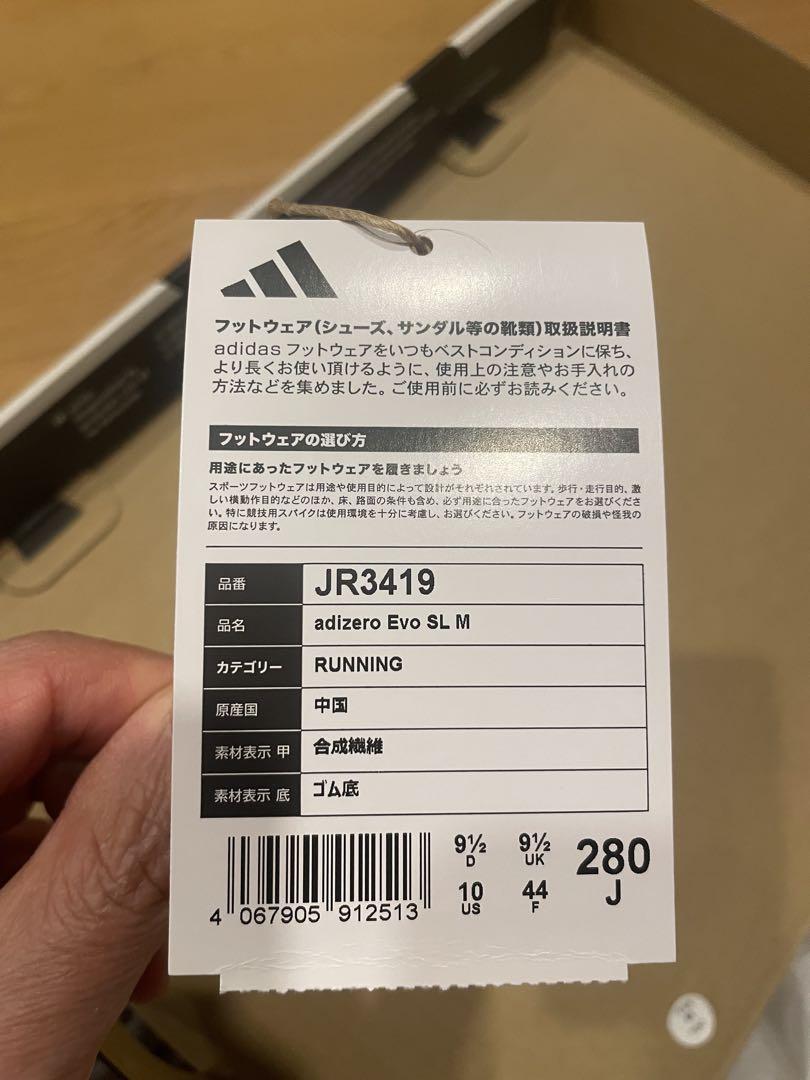 フットウェア(シューズ、サンダル等の靴類)取扱説明書
adidas フットウェアをいつもベストコンディションに保ち、
より長くお使い頂けるように、使用上の注意やお手入れの
方法などを集めました。ご使用前に必ずお読みください。
フットウェアの選び方
用途にあったフットウェアを履きましょう
スポーツフットウェアは用途や使用目的によって設計がそれぞれされています。歩行・走行目的、激
しい横動作目的などのほか、床、路面の条件も含め、必ず用途に合ったフットウェアをお選びくださ
い。特に競技用スパイクは使用環境を十分に考慮し、お選びください。フットウェアの破損や怪我の
原因になります。
品番 JR3419
品名 adizero Evo SL M
カテゴリー RUNNING
原産国 中国
素材表示 甲 合成繊維
素材表示 底 ゴム底
9½ D 9½ UK 280 J
10 US 44 F
4 067905 912513